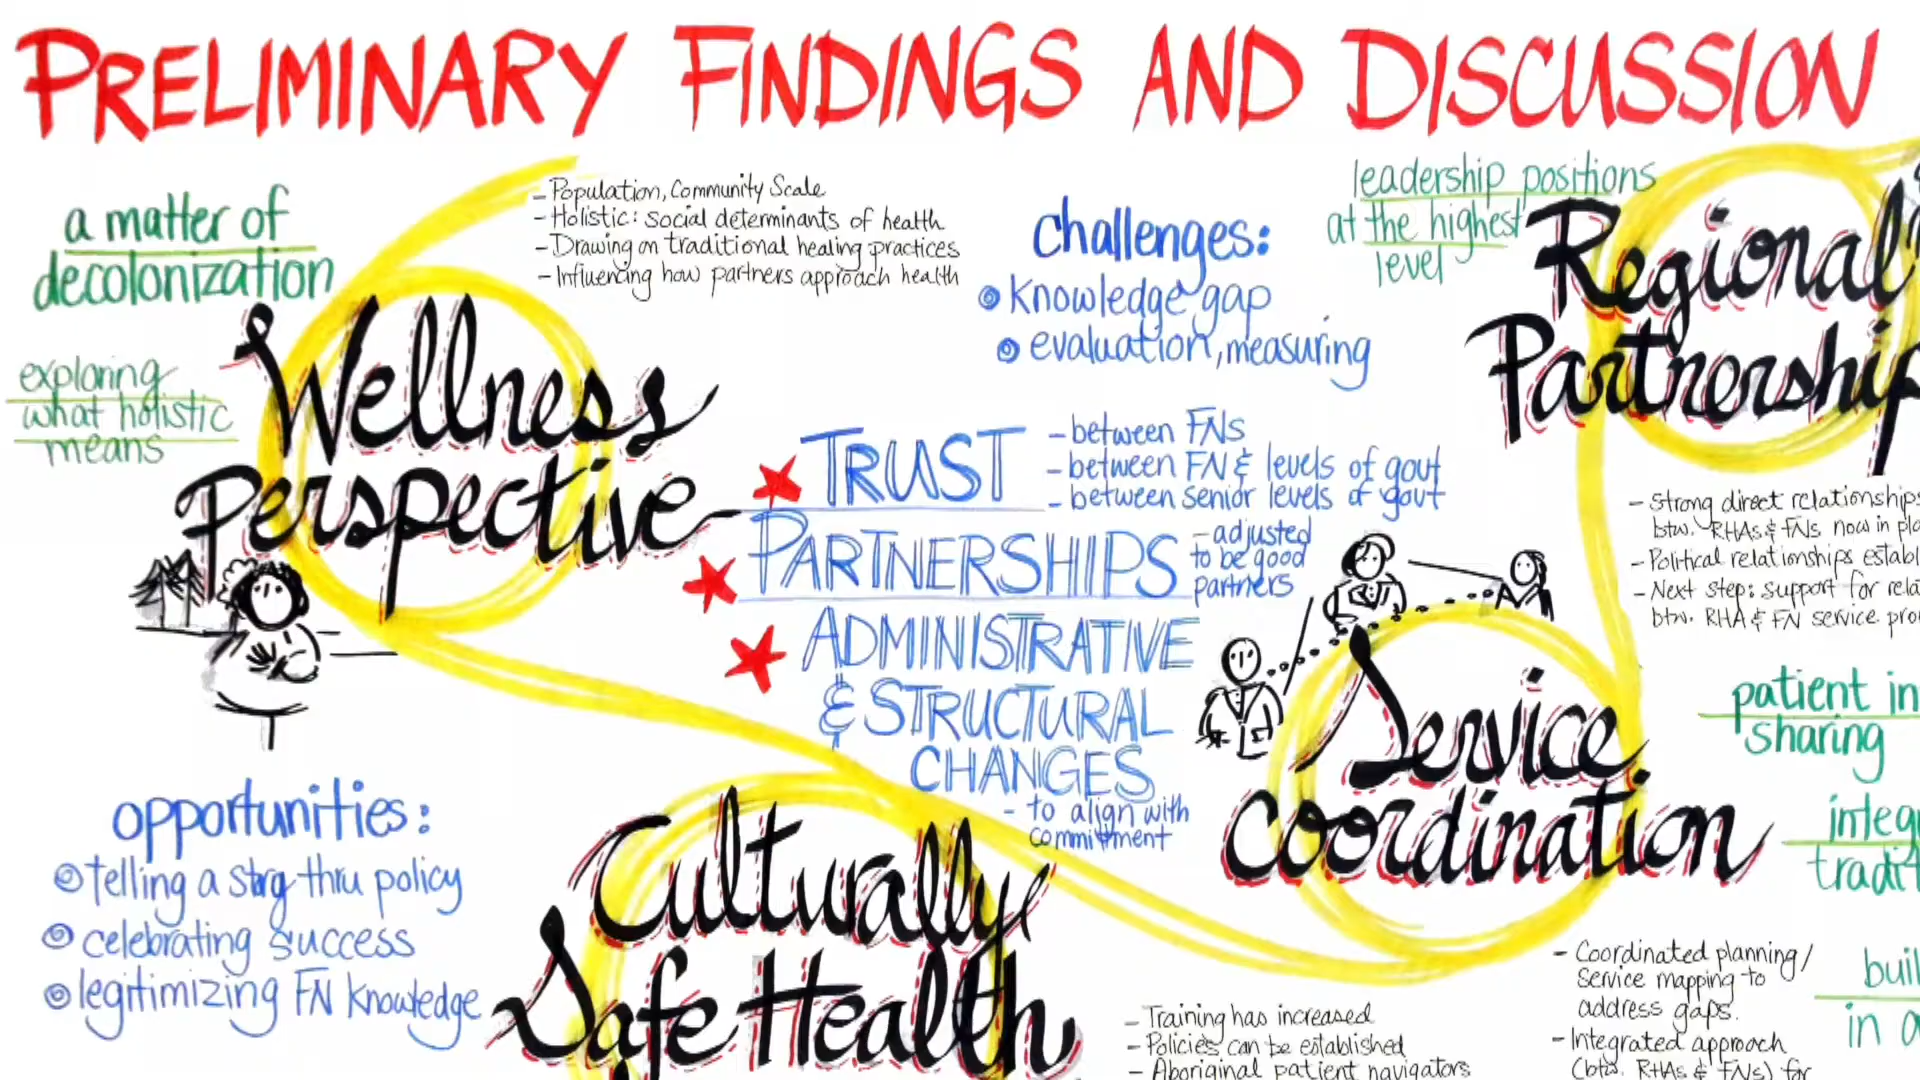 PRELIMINARY FINDINGS AND DISCUSSION
a matter of
decolonization
exploring
what holistic
means
Wellness
Perspective
- Population, Community Scale
- Holistic: social determinants of health
- Drawing on traditional healing practices
- Influencing how partners approach health
challenges:
knowledge gap
evaluation, measuring
leadership positions
at the highest
level
Regional
Partnership
- Strong direct relationships
btw. RHAs & FNs now in
- Political relationships
- Next step: support for
btw. RHA & FN service
TRUST
- between FNs
- between FN & levels of govt
- between senior levels of govt
PARTNERSHIPS
- adjusted
to be good
partners
ADMINISTRATIVE
& STRUCTURAL
CHANGES
- to align with
commitment
Service
Coordination
patient in
sharing
opportunities:
telling a story thru policy
celebrating success
legitimizing FN knowledge
Culturally
Safe Health
- Training has increased
- Policies can be established
- Aboriginal patient navigators
- Coordinated planning/
service mapping to
address gaps.
- Integrated approach
(btw. RHAs & FNs) for
in